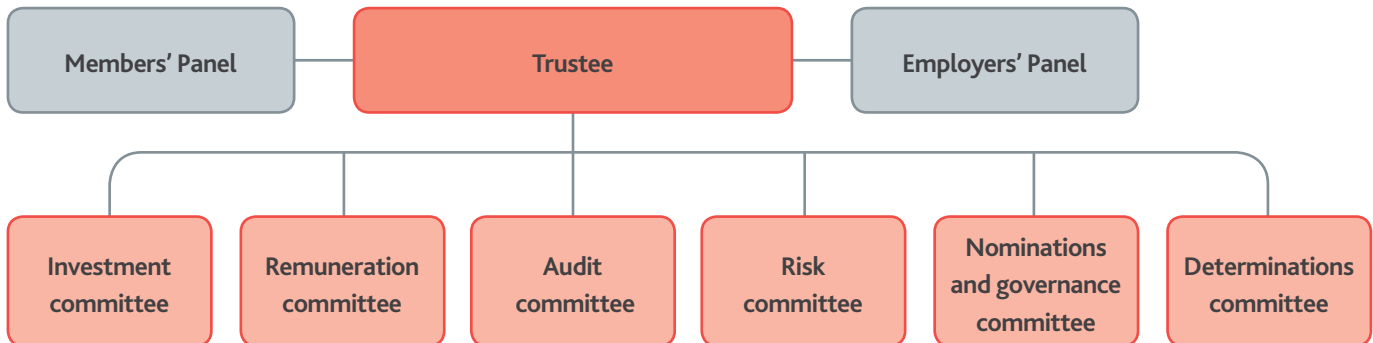 Members’ Panel
Trustee
Employers’ Panel
Investment
committee
Remuneration
committee
Audit
committee
Risk
committee
Nominations
and governance
committee
Determinations
committee